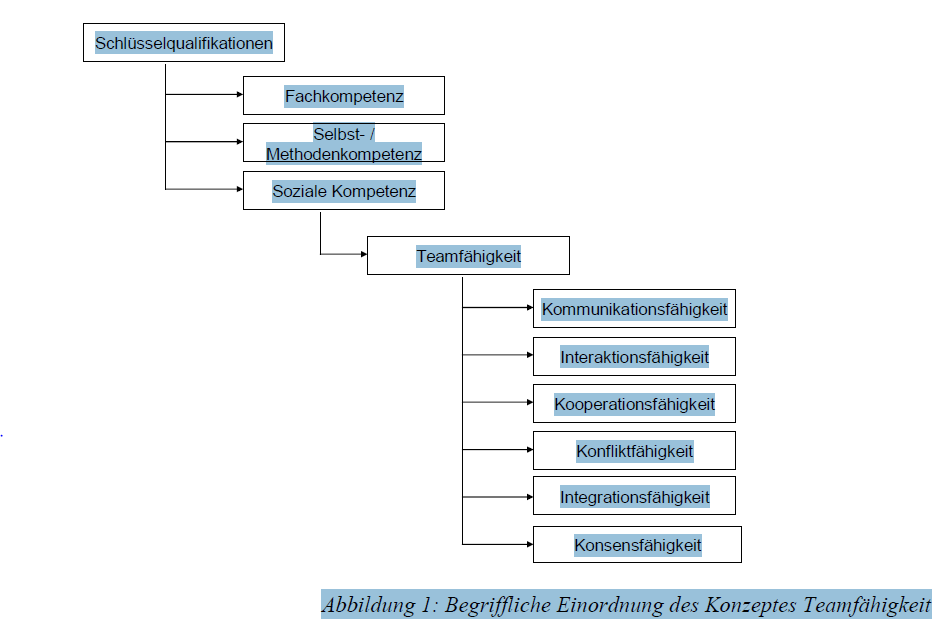 Schlüsselqualifikationen
Fachkompetenz
Selbst- /
Methodenkompetenz
Soziale Kompetenz
Teamfähigkeit
Kommunikationsfähigkeit
Interaktionsfähigkeit
Kooperationsfähigkeit
Konfliktfähigkeit
Integrationsfähigkeit
Konsensfähigkeit
Abbildung 1: Begriffliche Einordnung des Konzeptes Teamfähigkeit